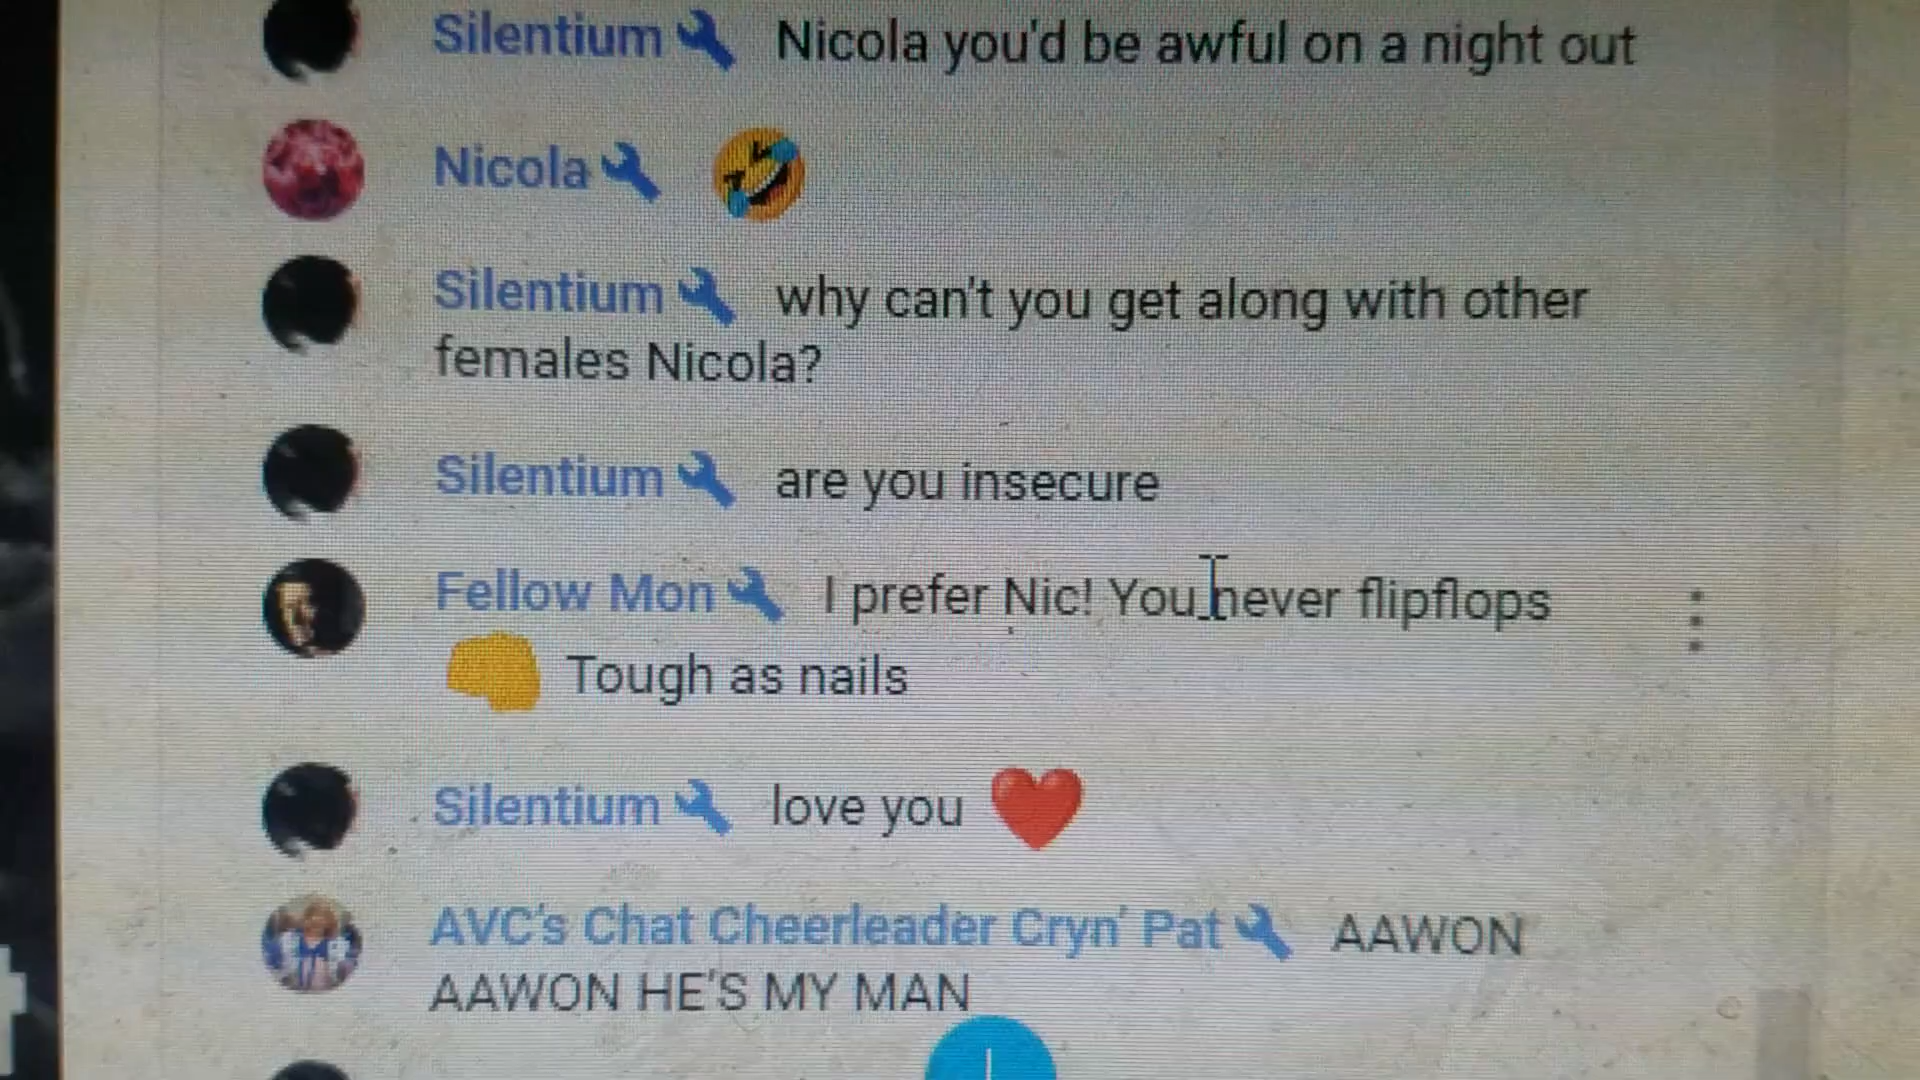 Silentium Nicola you'd be awful on a night out
Nicola 🤣
Silentium why can't you get along with other
females Nicola?
Silentium are you insecure
Fellow Mon I prefer Nic! You never flipflops
👊 Tough as nails
Silentium love you ❤️
AVC's Chat Cheerleader Cryn' Pat AAWON
AAWON HE'S MY MAN